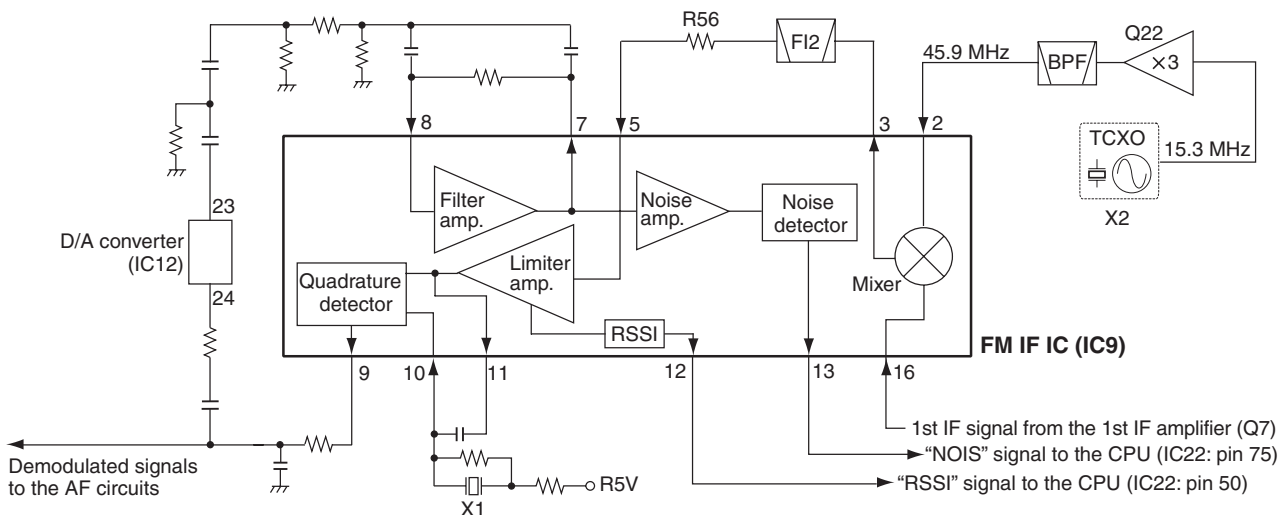 R56
FI2
45.9 MHz
BPF
Q22
×3
8
7
5
3
2
TCXO
15.3 MHz
X2
23
D/A converter
(IC12)
24
Filter
amp.
Noise
amp.
Noise
detector
Limiter
amp.
Quadrature
detector
Mixer
RSSI
FM IF IC (IC9)
9
10
11
12
13
16
1st IF signal from the 1st IF amplifier (Q7)
“NOIS” signal to the CPU (IC22: pin 75)
“RSSI” signal to the CPU (IC22: pin 50)
Demodulated signals
to the AF circuits
R5V
X1